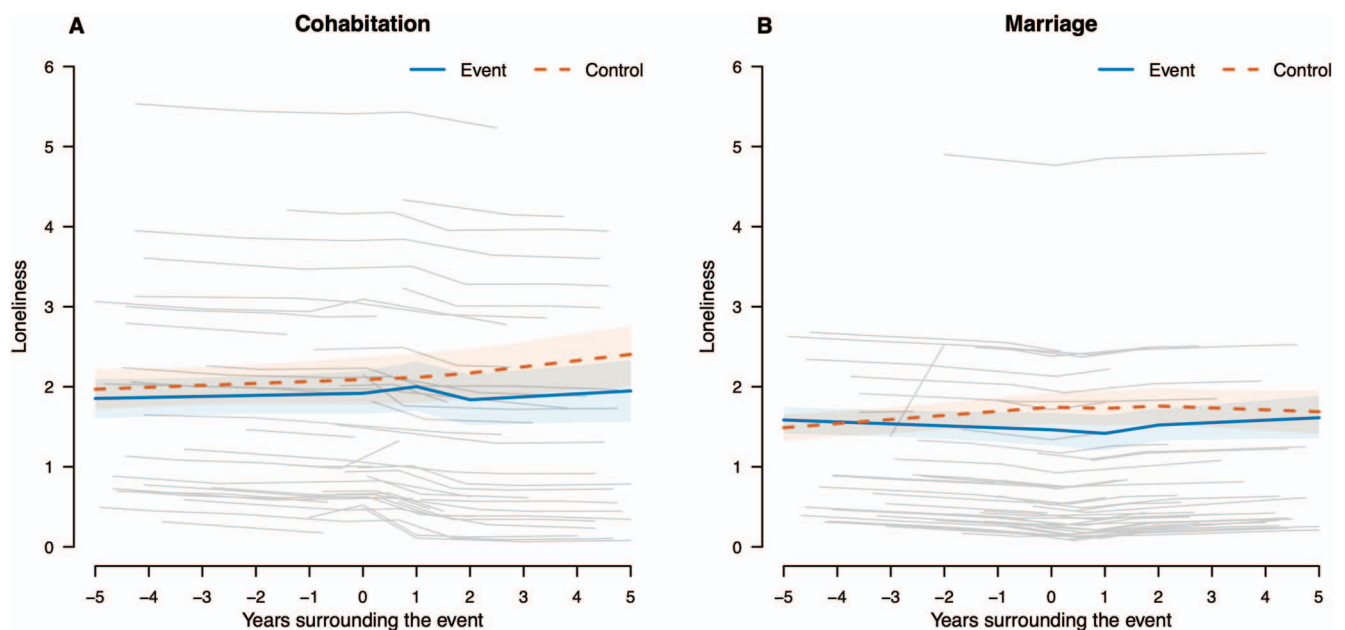 A
Cohabitation
Event
Control
6
5
4
3
2
1
0
Loneliness
−5 −4 −3 −2 −1 0 1 2 3 4 5
Years surrounding the event
B
Marriage
Event
Control
6
5
4
3
2
1
0
Loneliness
−5 −4 −3 −2 −1 0 1 2 3 4 5
Years surrounding the event